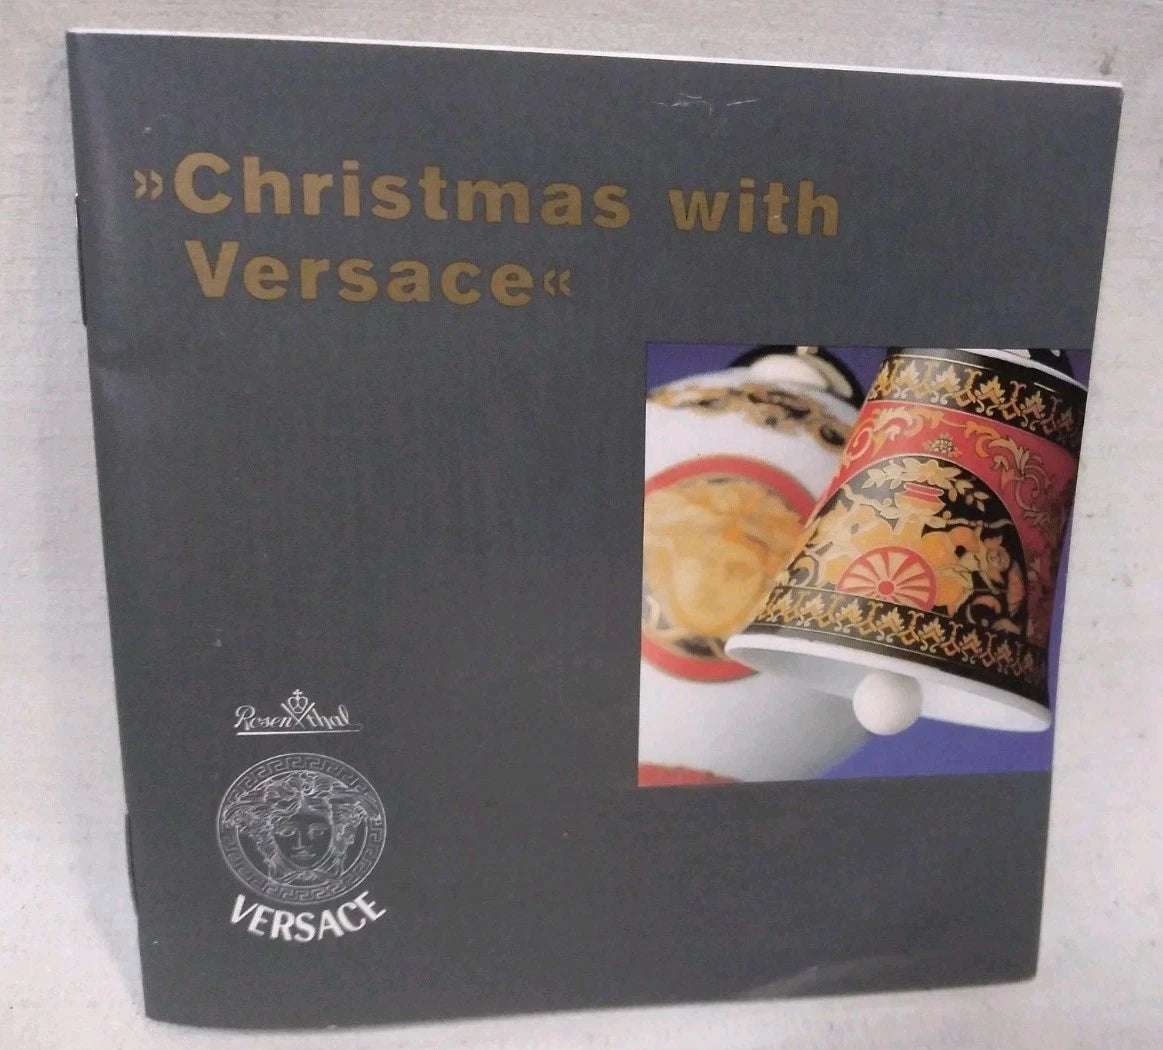 »Christmas with
Versace«
Rosenthal
VERSACE